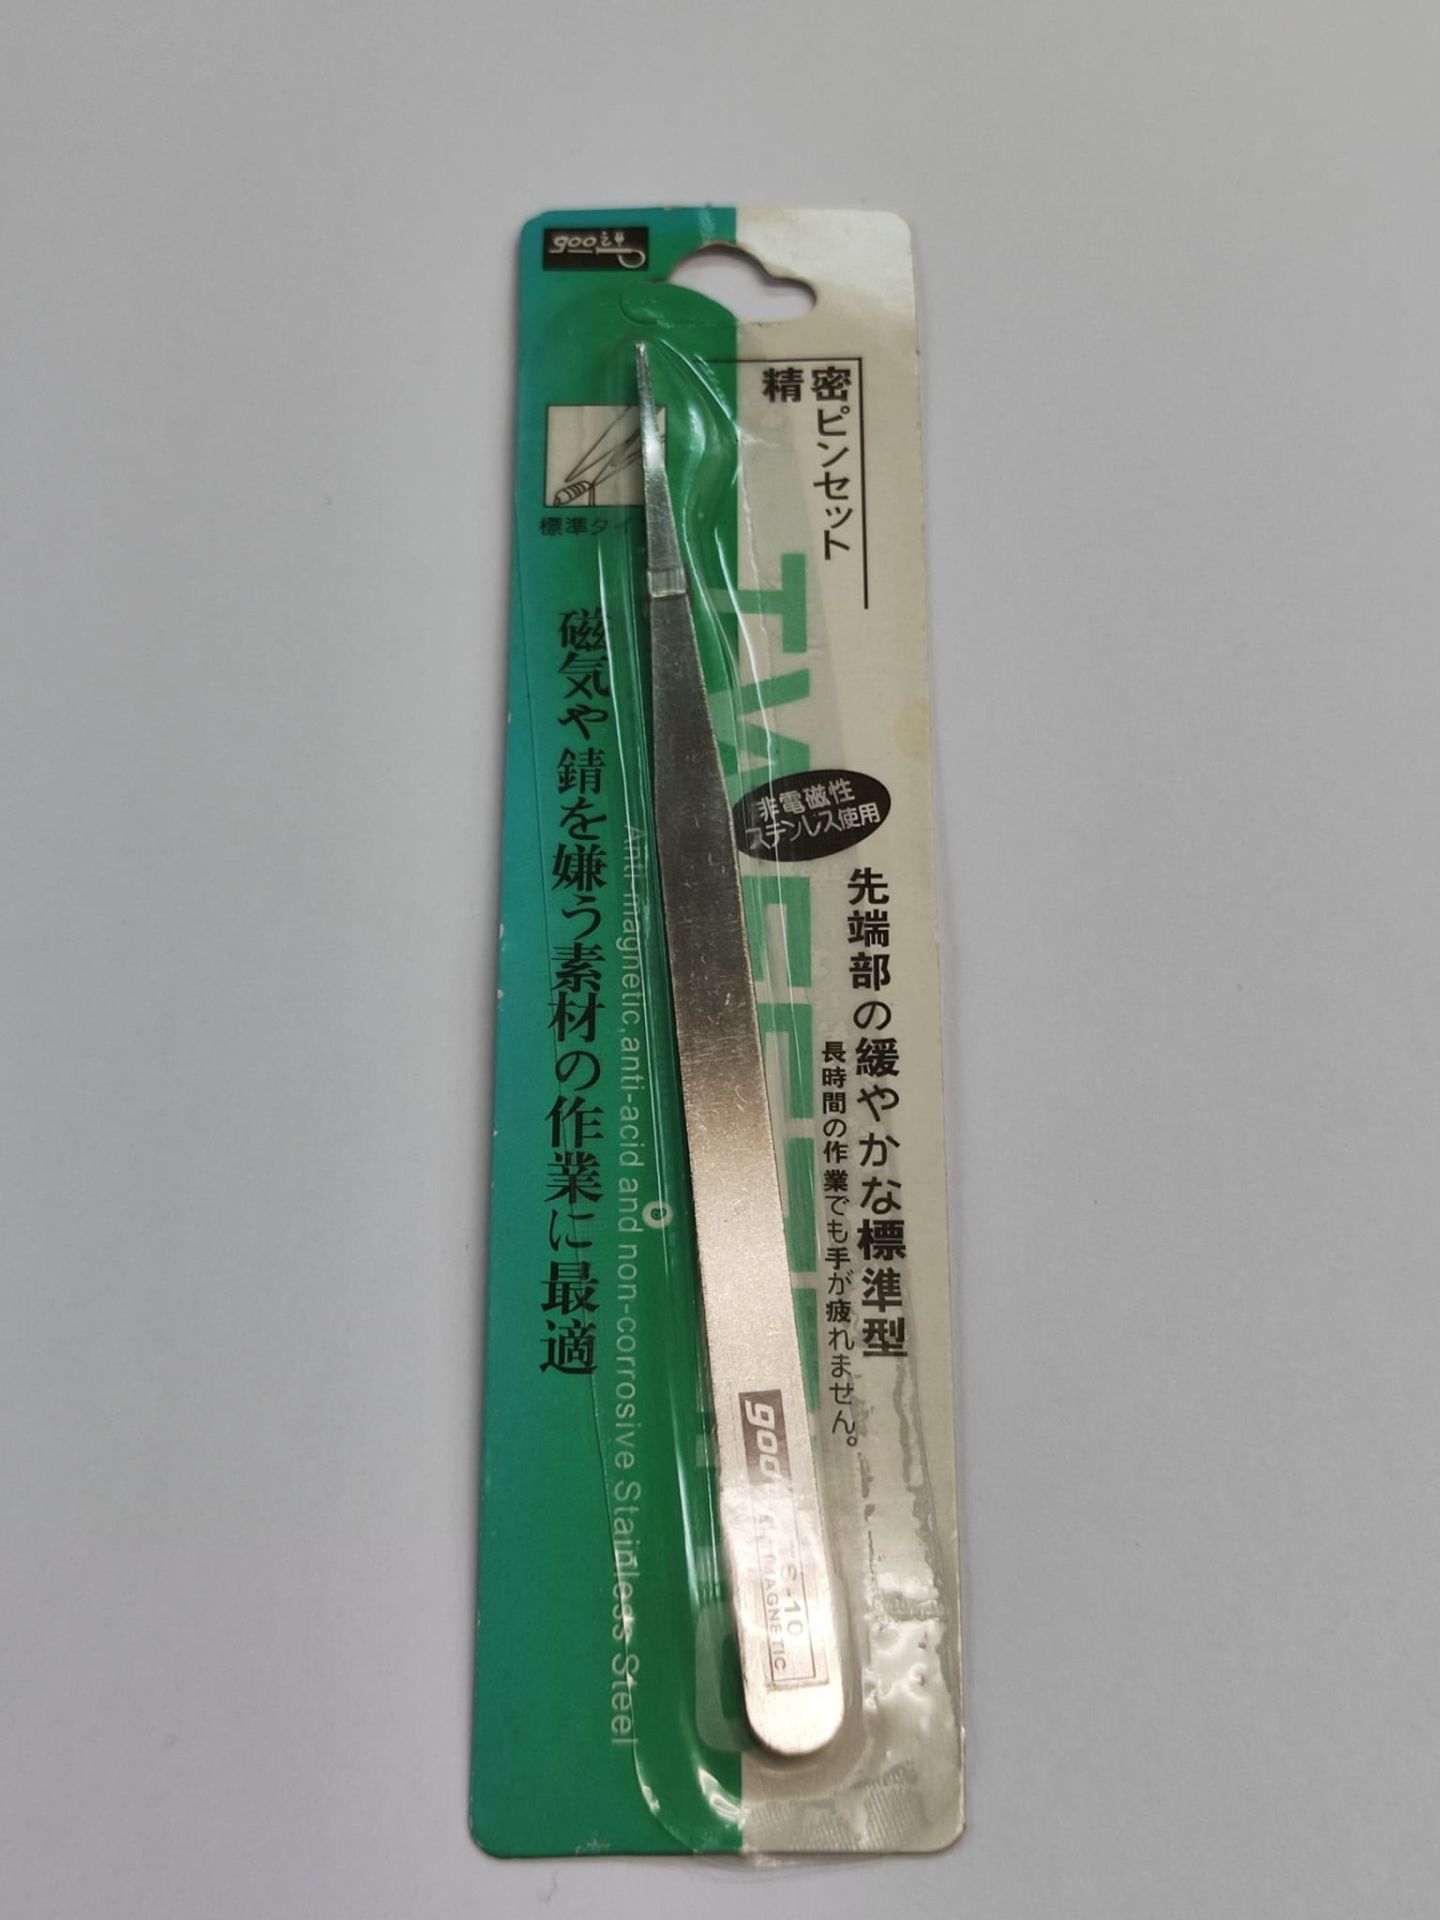 goo
精密ピンセット
標準タイ
TWEEZE
磁気や錆を嫌う素材の作業に最適
Anti-magnetic,anti-acid and non-corrosive Stainless Steel
非電磁性
ステンレス使用
先端部の緩やかな標準型
長時間の作業でも手が疲れません。
goo
-10
MAGNETIC